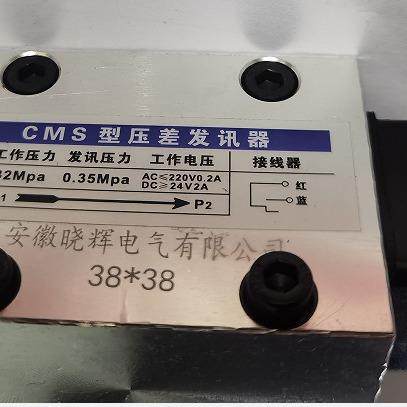 CMS 型压差发讯器
工作压力 发讯压力 工作电压 接线器
32Mpa 0.35Mpa AC≤220V0.2A DC≥24V2A
红
蓝
1 P2
安徽晓辉电气有限公司
38*38